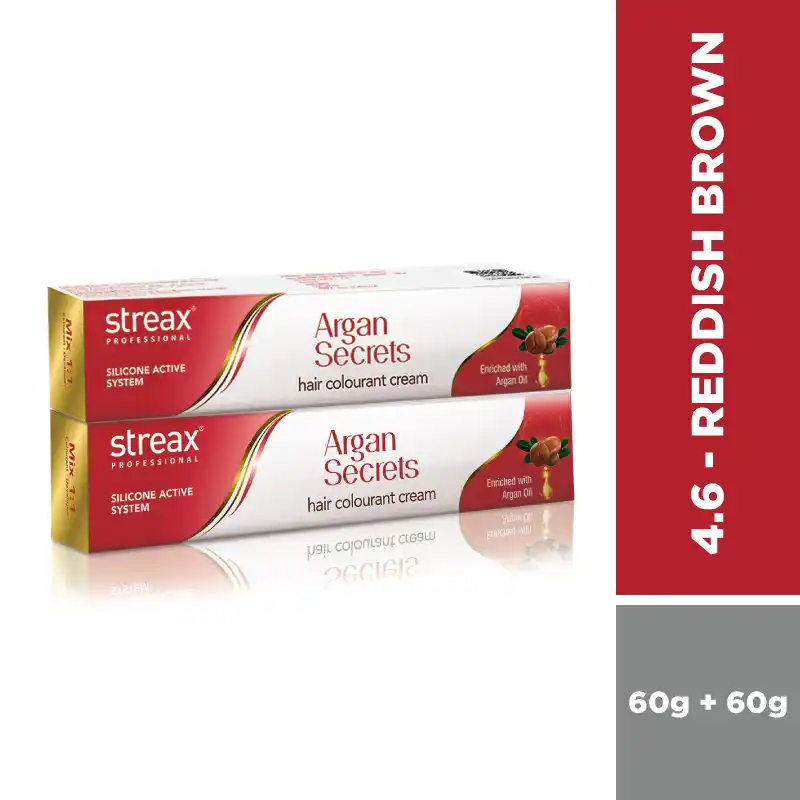 streax®
PROFESSIONAL
SILICONE ACTIVE
SYSTEM
Mix 1:1
Argan
Secrets
hair colourant cream
Enriched with
Argan Oil
streax®
PROFESSIONAL
SILICONE ACTIVE
SYSTEM
Mix 1:1
Argan
Secrets
hair colourant cream
Enriched with
Argan Oil
4.6 - REDDISH BROWN
60g + 60g